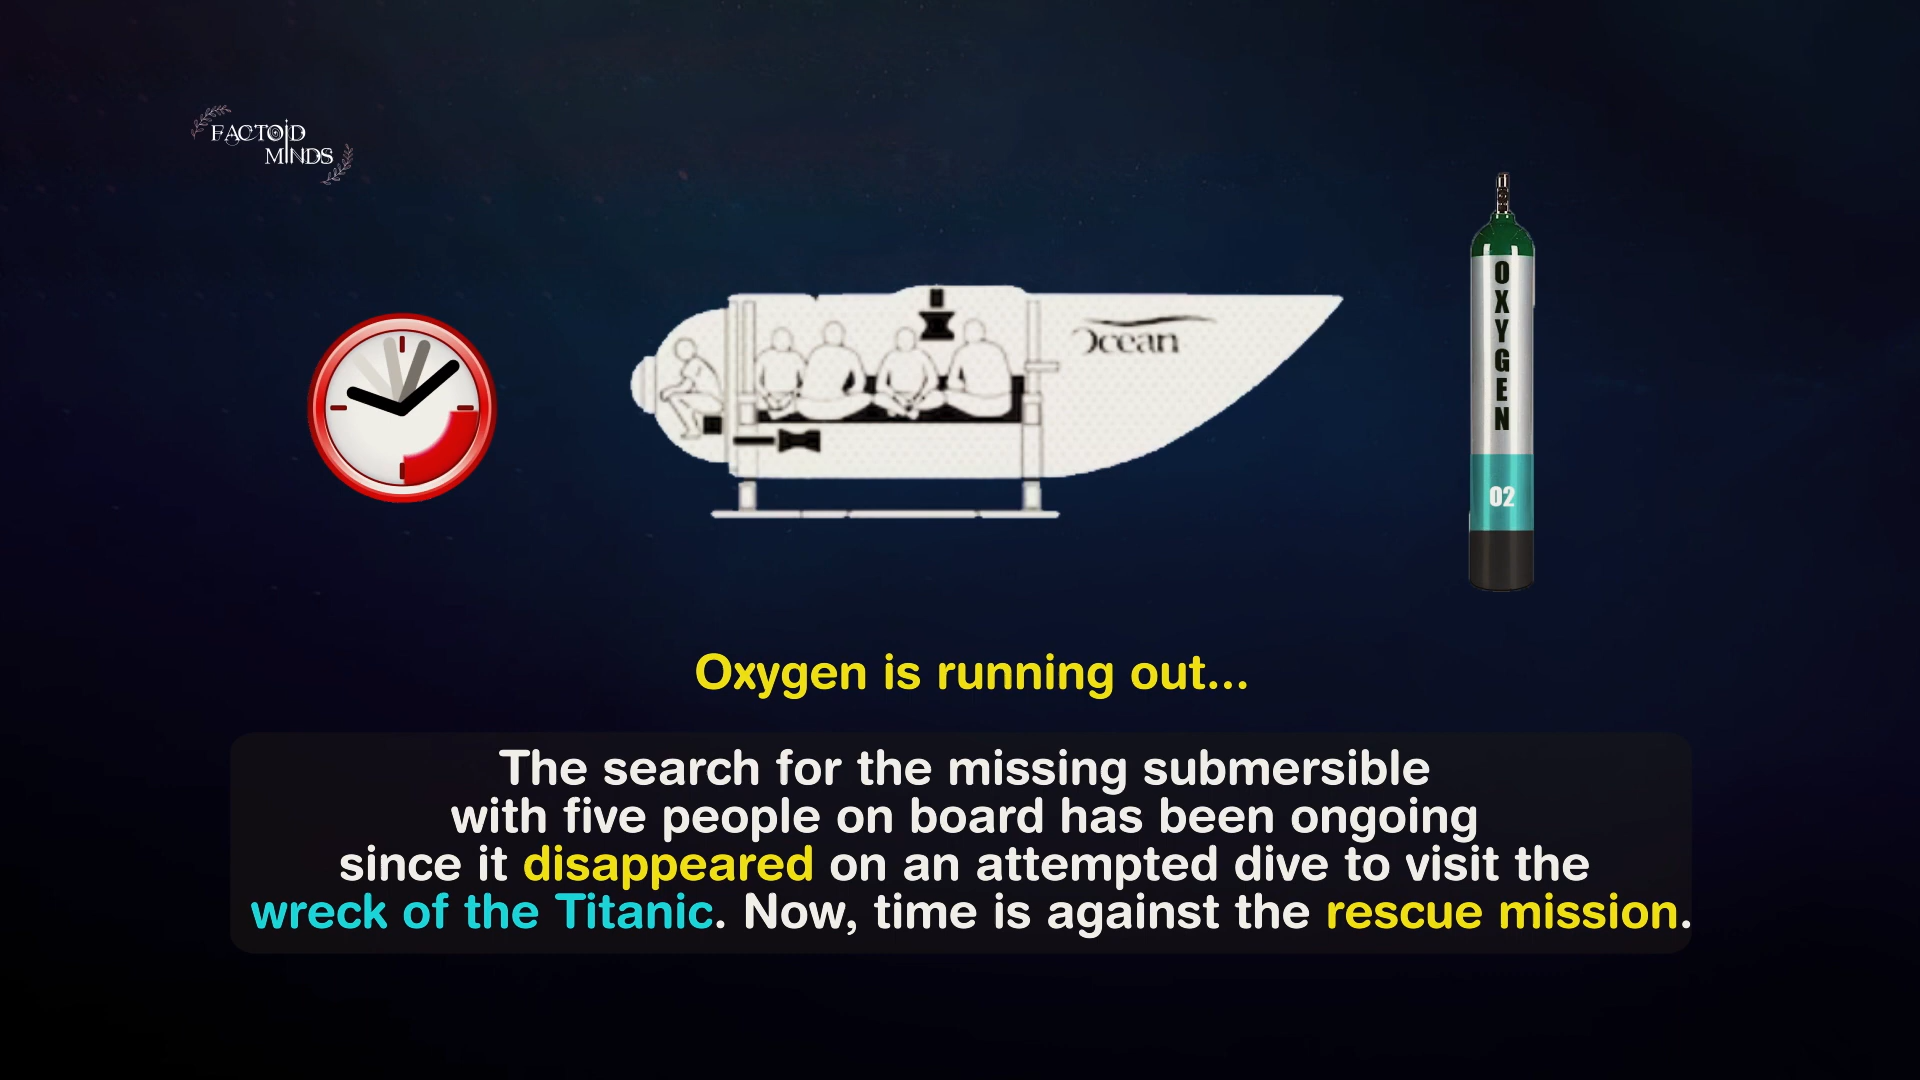 FACTOID
MINDS
Ocean
OXYGEN
02
Oxygen is running out...
The search for the missing submersible
with five people on board has been ongoing
since it disappeared on an attempted dive to visit the
wreck of the Titanic. Now, time is against the rescue mission.